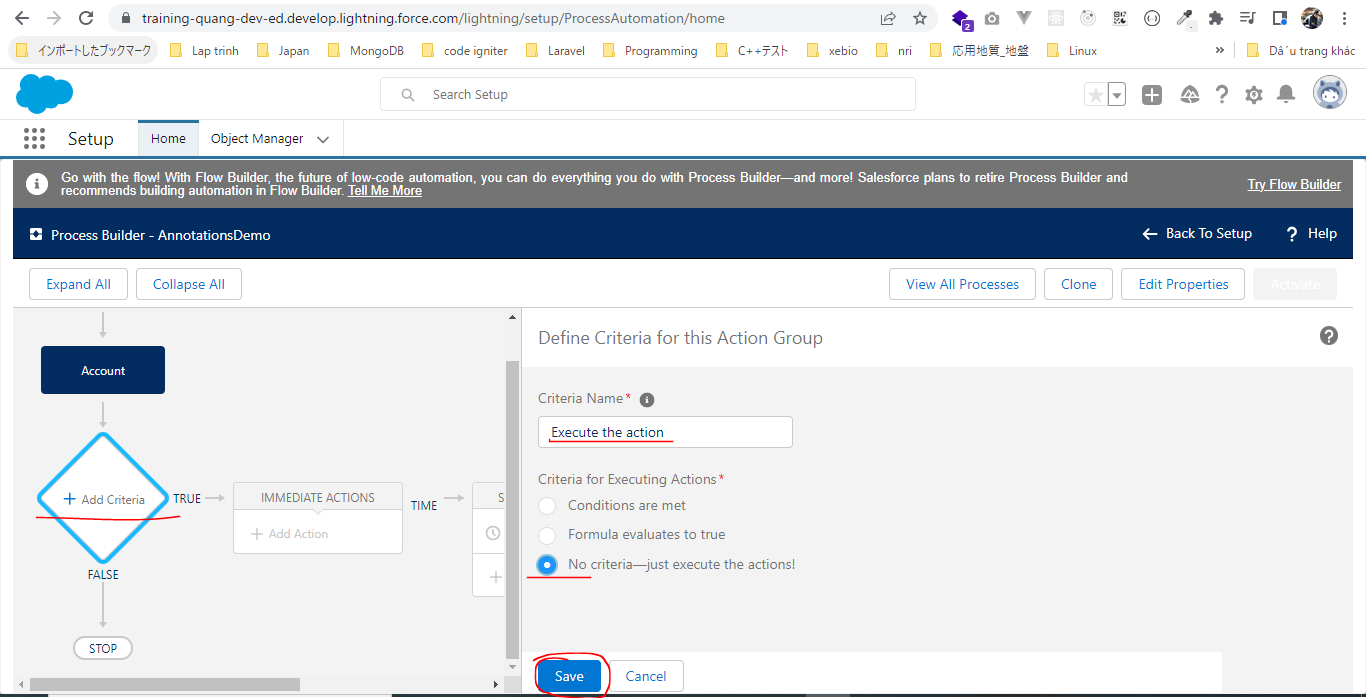 training-quang-dev-ed.develop.lightning.force.com/lightning/setup/ProcessAutomation/home
2
インポートしたブックマーク Lap trinh Japan MongoDB code igniter Laravel Programming C++テスト xebio nri 応用地質_地盤 Linux » Dấu trang khác
Search Setup
Setup Home Object Manager
Go with the flow! With Flow Builder, the future of low-code automation, you can do everything you do with Process Builder—and more! Salesforce plans to retire Process Builder and
recommends building automation in Flow Builder. Tell Me More
Try Flow Builder
Process Builder - AnnotationsDemo
Back To Setup ? Help
Expand All Collapse All View All Processes Clone Edit Properties Activate
Account
+ Add Criteria
TRUE
IMMEDIATE ACTIONS
+ Add Action
TIME
S
+
FALSE
STOP
Define Criteria for this Action Group
Criteria Name*
Execute the action
Criteria for Executing Actions*
Conditions are met
Formula evaluates to true
No criteria—just execute the actions!
Save Cancel